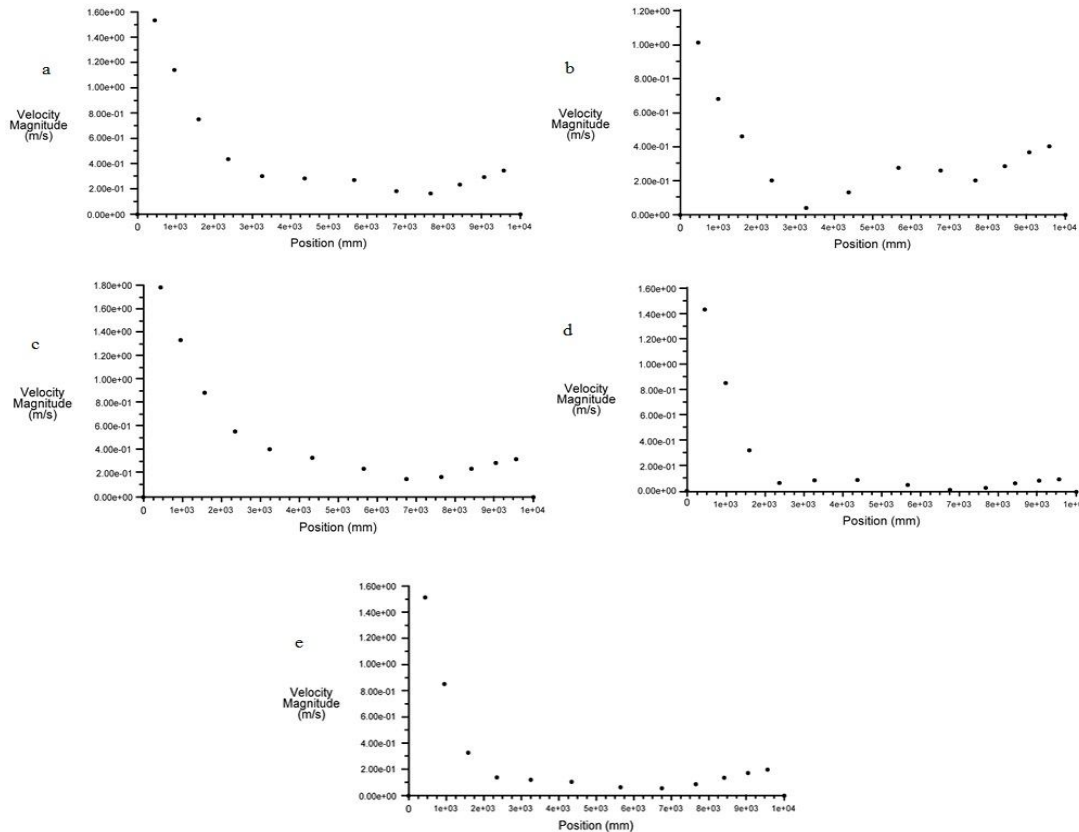 a
Velocity
Magnitude
(m/s)
1.60e+00
1.40e+00
1.20e+00
1.00e+00
8.00e-01
6.00e-01
4.00e-01
2.00e-01
0.00e+00
0 1e+03 2e+03 3e+03 4e+03 5e+03 6e+03 7e+03 8e+03 9e+03 1e+04
Position (mm)
b
Velocity
Magnitude
(m/s)
1.20e+00
1.00e+00
8.00e-01
6.00e-01
4.00e-01
2.00e-01
0.00e+00
0 1e+03 2e+03 3e+03 4e+03 5e+03 6e+03 7e+03 8e+03 9e+03 1e+04
Position (mm)
c
Velocity
Magnitude
(m/s)
1.80e+00
1.60e+00
1.40e+00
1.20e+00
1.00e+00
8.00e-01
6.00e-01
4.00e-01
2.00e-01
0.00e+00
0 1e+03 2e+03 3e+03 4e+03 5e+03 6e+03 7e+03 8e+03 9e+03 1e+04
Position (mm)
d
Velocity
Magnitude
(m/s)
1.60e+00
1.40e+00
1.20e+00
1.00e+00
8.00e-01
6.00e-01
4.00e-01
2.00e-01
0.00e+00
0 1e+03 2e+03 3e+03 4e+03 5e+03 6e+03 7e+03 8e+03 9e+03 1e+0
Position (mm)
e
Velocity
Magnitude
(m/s)
1.60e+00
1.40e+00
1.20e+00
1.00e+00
8.00e-01
6.00e-01
4.00e-01
2.00e-01
0.00e+00
0 1e+03 2e+03 3e+03 4e+03 5e+03 6e+03 7e+03 8e+03 9e+03 1e+04
Position (mm)